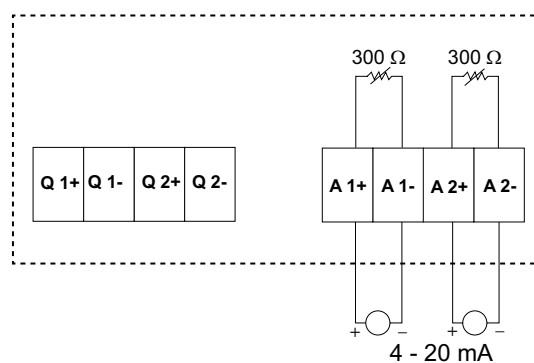 300 Ω 300 Ω
Q 1+ Q 1- Q 2+ Q 2- A 1+ A 1- A 2+ A 2-
+ − + −
4 - 20 mA